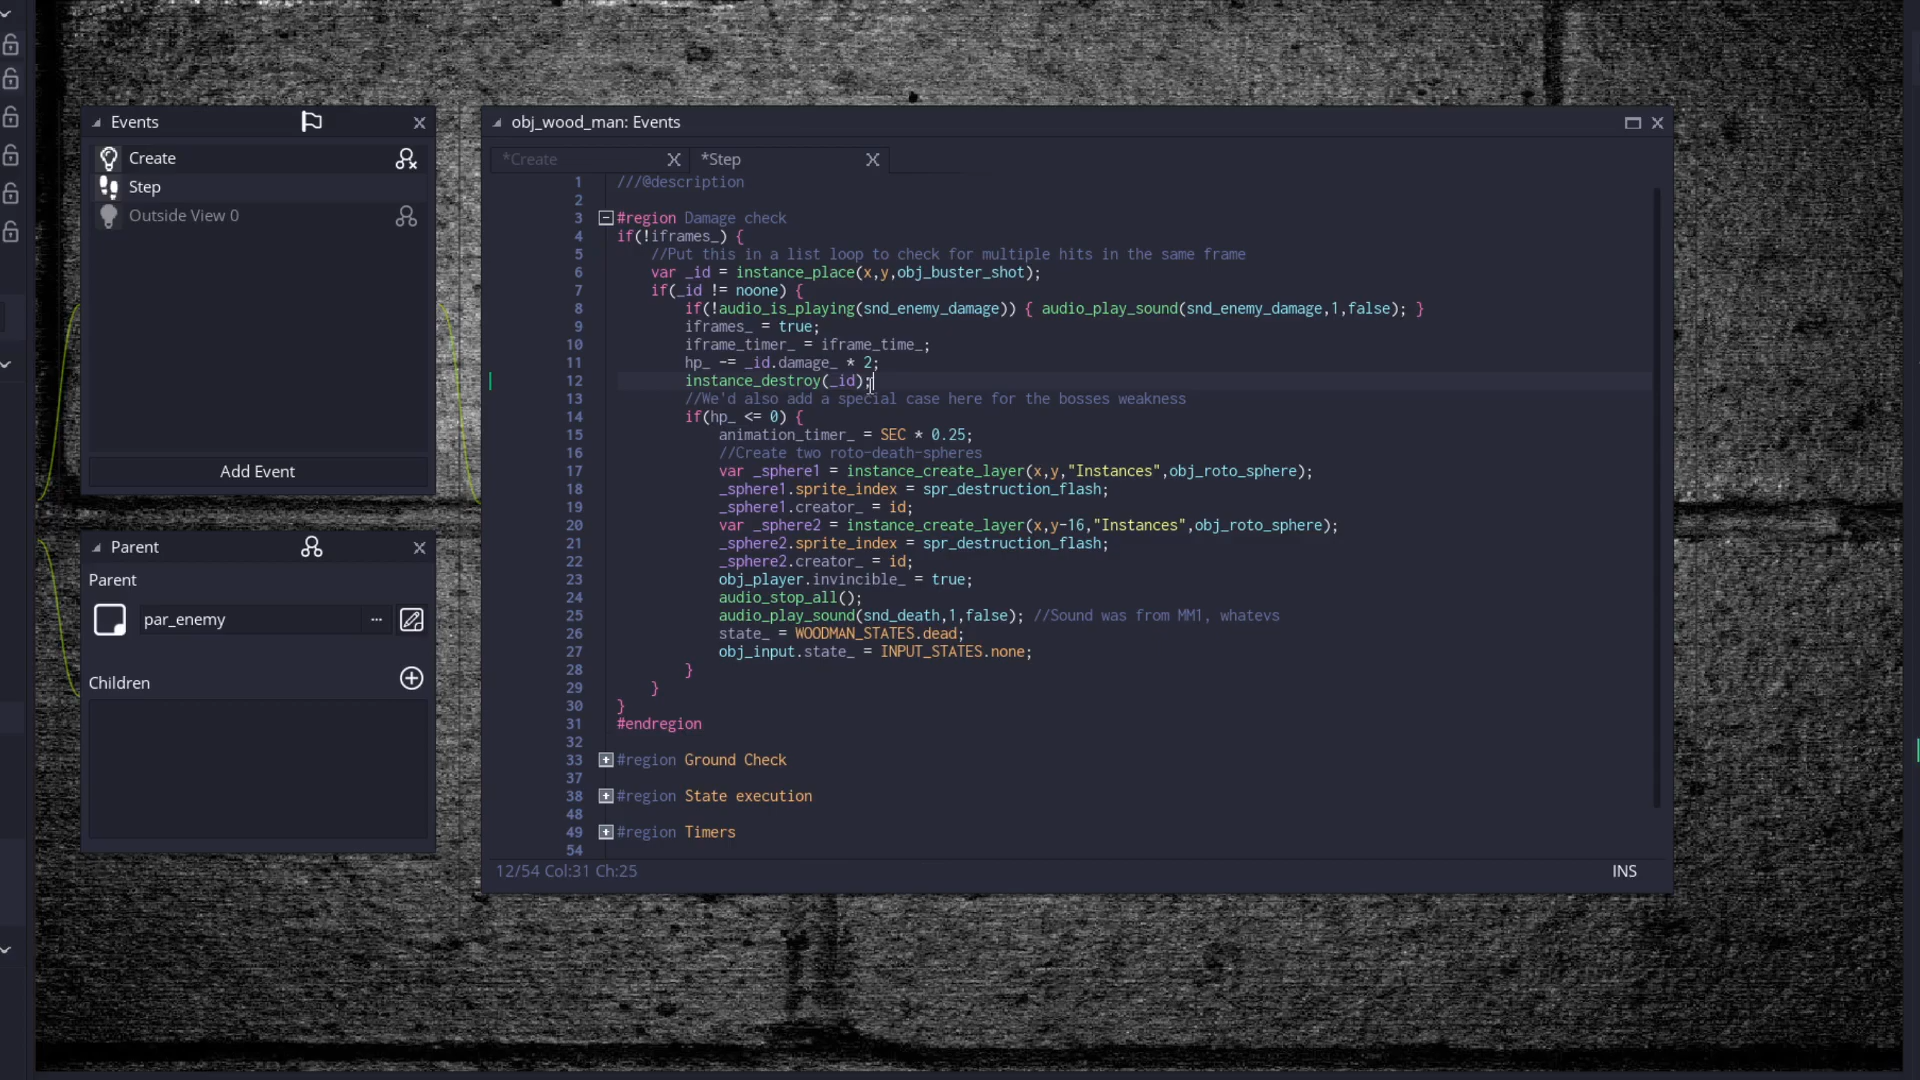 Events
Create
Step
Outside View 0
Add Event
Parent
Parent
par_enemy
...
Children
obj_wood_man: Events
*Create
*Step
1 ///@description
2
3 #region Damage check
4 if(!iframes_) {
5 //Put this in a list loop to check for multiple hits in the same frame
6 var _id = instance_place(x,y,obj_buster_shot);
7 if(_id != noone) {
8 if(!audio_is_playing(snd_enemy_damage)) { audio_play_sound(snd_enemy_damage,1,false); }
9 iframes_ = true;
10 iframe_timer_ = iframe_time_;
11 hp_ -= _id.damage_ * 2;
12 instance_destroy(_id);
13 //We'd also add a special case here for the bosses weakness
14 if(hp_ <= 0) {
15 animation_timer_ = SEC * 0.25;
16 //Create two roto-death-spheres
17 var _sphere1 = instance_create_layer(x,y,"Instances",obj_roto_sphere);
18 _sphere1.sprite_index = spr_destruction_flash;
19 _sphere1.creator_ = id;
20 var _sphere2 = instance_create_layer(x,y-16,"Instances",obj_roto_sphere);
21 _sphere2.sprite_index = spr_destruction_flash;
22 _sphere2.creator_ = id;
23 obj_player.invincible_ = true;
24 audio_stop_all();
25 audio_play_sound(snd_death,1,false); //Sound was from MM1, whatevs
26 state_ = WOODMAN_STATES.dead;
27 obj_input.state_ = INPUT_STATES.none;
28 }
29 }
30 }
31 #endregion
32
33 #region Ground Check
37
38 #region State execution
48
49 #region Timers
54
12/54 Col:31 Ch:25
INS